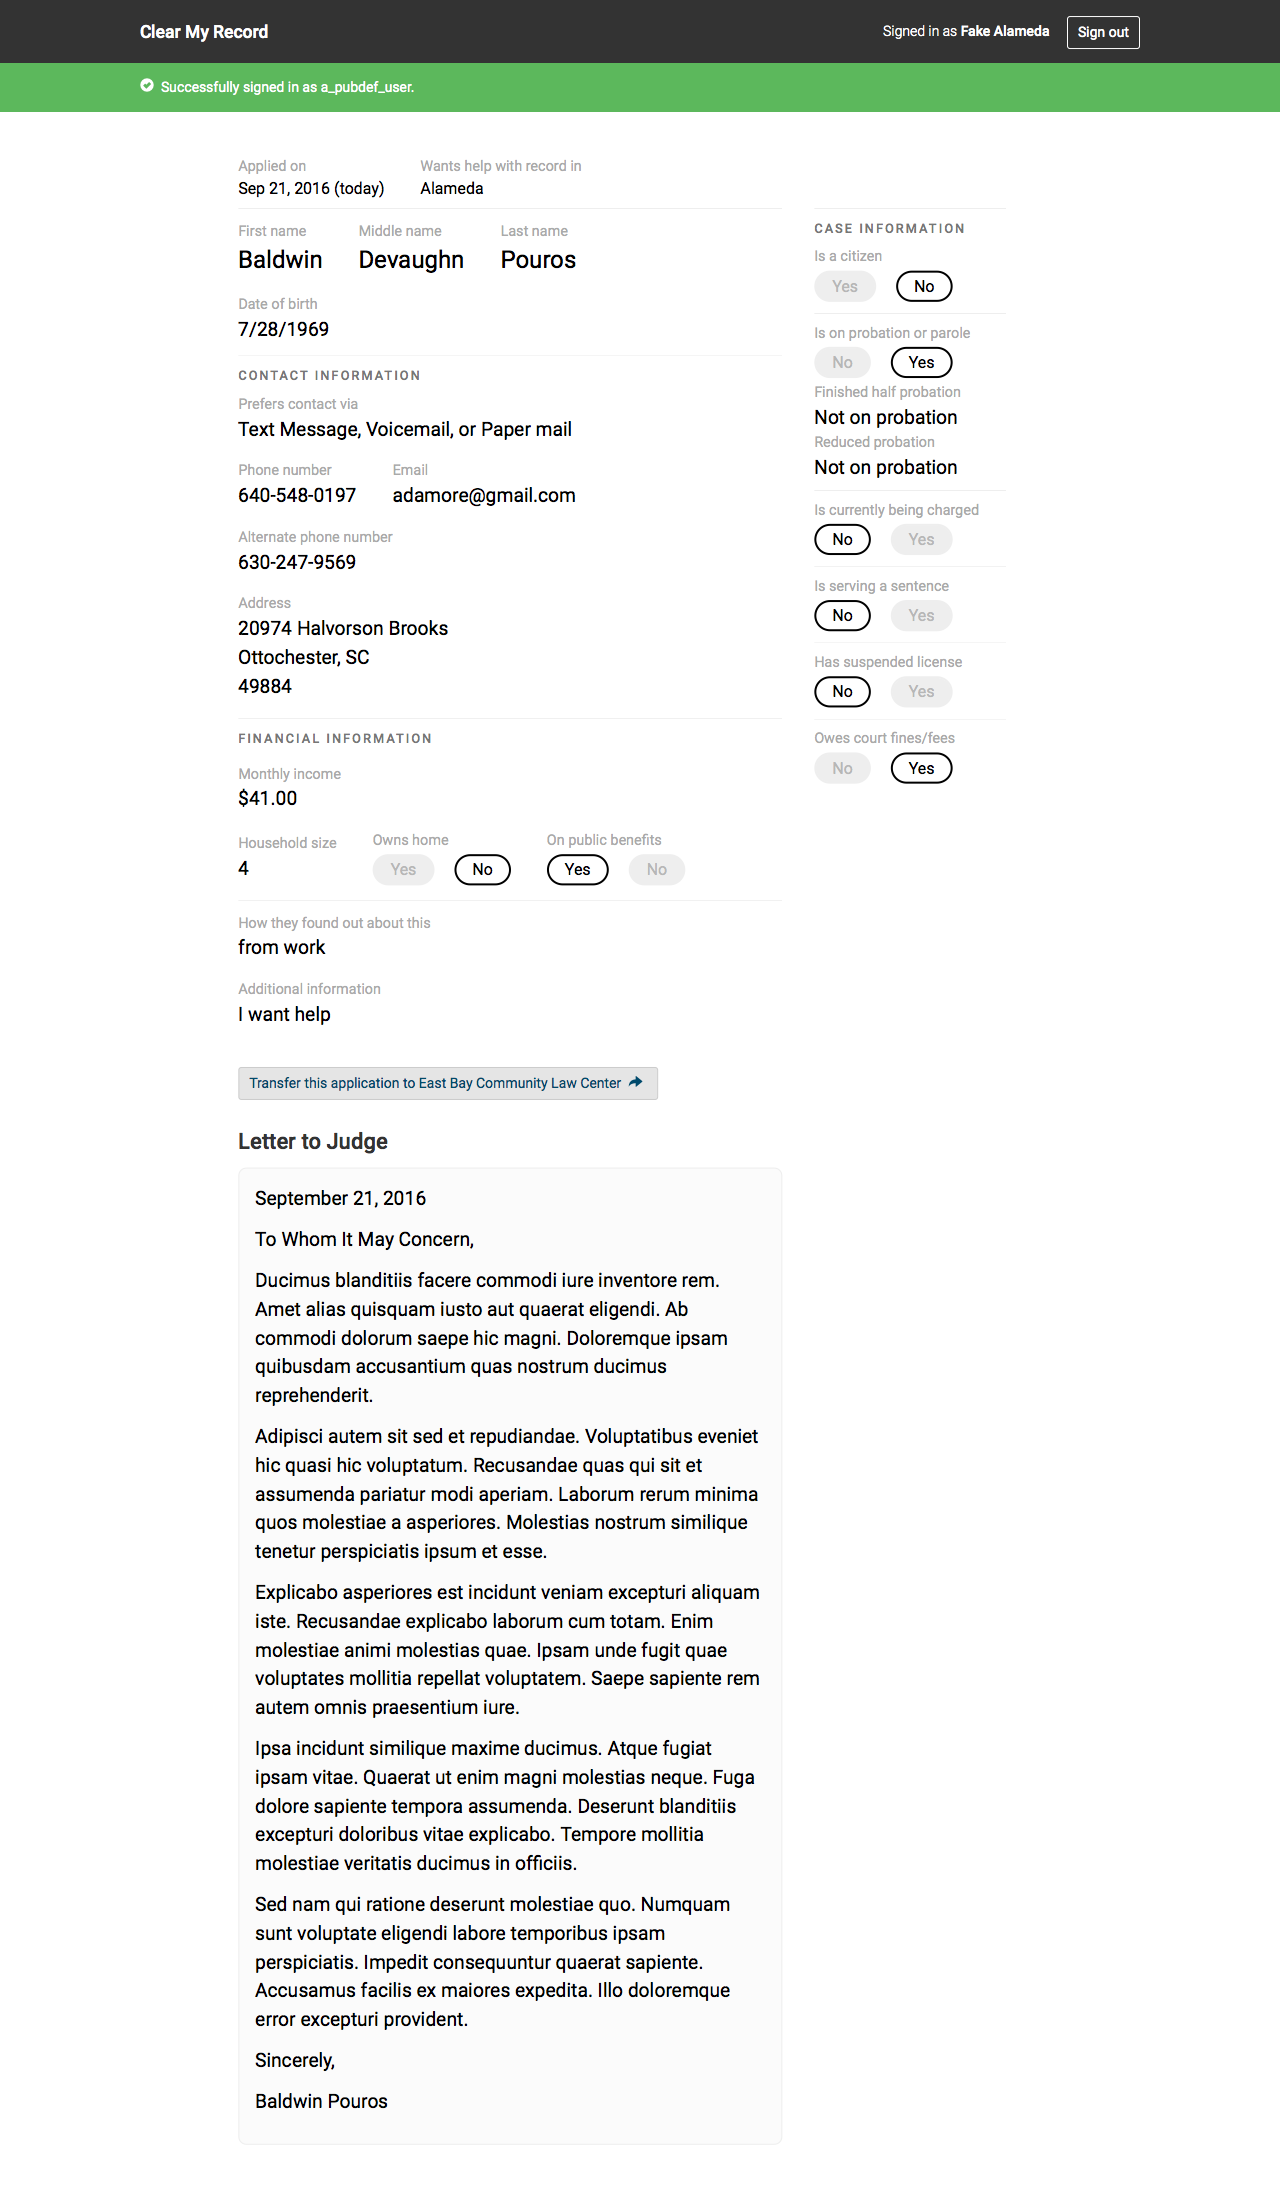 Clear My Record
Signed in as Fake Alameda
Sign out
Successfully signed in as a_pubdef_user.
Applied on
Wants help with record in
Sep 21, 2016 (today)
Alameda
First name
Middle name
Last name
Baldwin
Devaughn
Pouros
Date of birth
7/28/1969
CONTACT INFORMATION
Prefers contact via
Text Message, Voicemail, or Paper mail
Phone number
Email
640-548-0197
adamore@gmail.com
Alternate phone number
630-247-9569
Address
20974 Halvorson Brooks
Ottochester, SC
49884
FINANCIAL INFORMATION
Monthly income
$41.00
Household size
Owns home
On public benefits
4
Yes
No
Yes
No
How they found out about this
from work
Additional information
I want help
CASE INFORMATION
Is a citizen
Yes
No
Is on probation or parole
No
Yes
Finished half probation
Not on probation
Reduced probation
Not on probation
Is currently being charged
No
Yes
Is serving a sentence
No
Yes
Has suspended license
No
Yes
Owes court fines/fees
No
Yes
Transfer this application to East Bay Community Law Center
Letter to Judge
September 21, 2016
To Whom It May Concern,
Ducimus blanditiis facere commodi iure inventore rem.
Amet alias quisquam iusto aut quaerat eligendi. Ab
commodi dolorum saepe hic magni. Doloremque ipsam
quibusdam accusantium quas nostrum ducimus
reprehenderit.
Adipisci autem sit sed et repudiandae. Voluptatibus eveniet
hic quasi hic voluptatum. Recusandae quas qui sit et
assumenda pariatur modi aperiam. Laborum rerum minima
quos molestiae a asperiores. Molestias nostrum similique
tenetur perspiciatis ipsum et esse.
Explicabo asperiores est incidunt veniam excepturi aliquam
iste. Recusandae explicabo laborum cum totam. Enim
molestiae animi molestias quae. Ipsam unde fugit quae
voluptates mollitia repellat voluptatem. Saepe sapiente rem
autem omnis praesentium iure.
Ipsa incidunt similique maxime ducimus. Atque fugiat
ipsam vitae. Quaerat ut enim magni molestias neque. Fuga
dolore sapiente tempora assumenda. Deserunt blanditiis
excepturi doloribus vitae explicabo. Tempore mollitia
molestiae veritatis ducimus in officiis.
Sed nam qui ratione deserunt molestiae quo. Numquam
sunt voluptate eligendi labore temporibus ipsam
perspiciatis. Impedit consequuntur quaerat sapiente.
Accusamus facilis ex maiores expedita. Illo doloremque
error excepturi provident.
Sincerely,
Baldwin Pouros